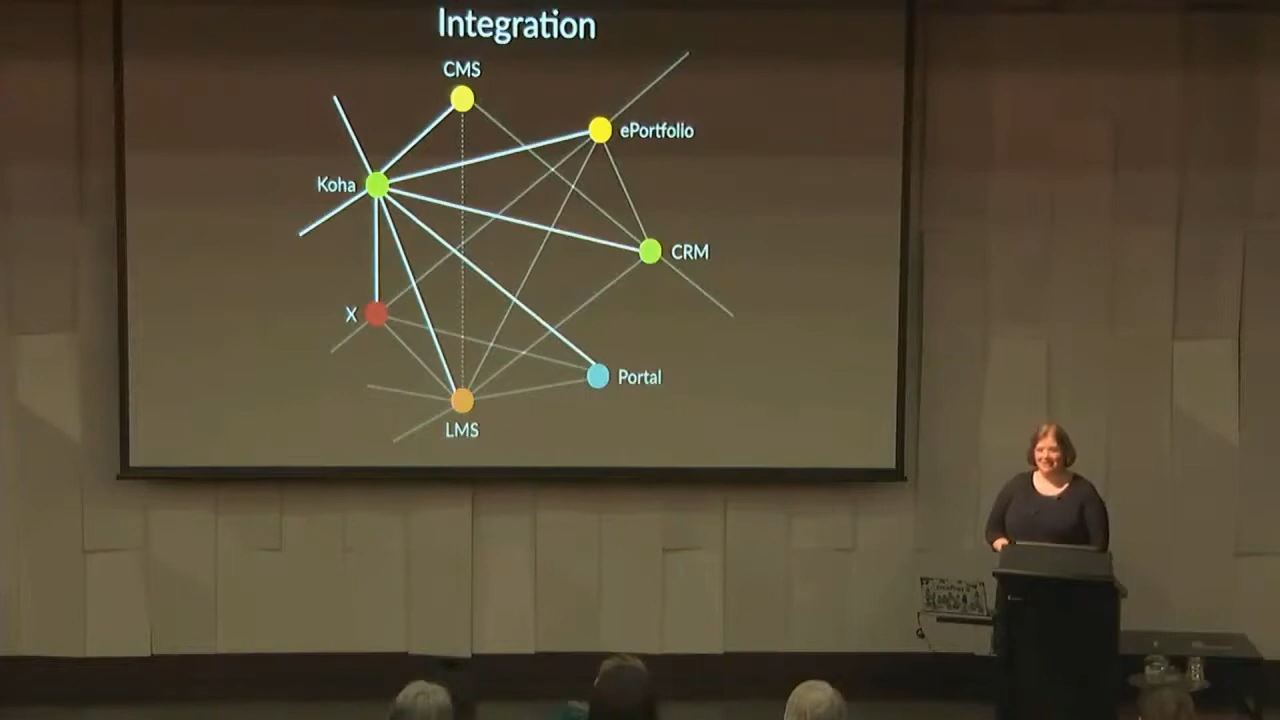 Integration
CMS
ePortfolio
Koha
CRM
X
Portal
LMS